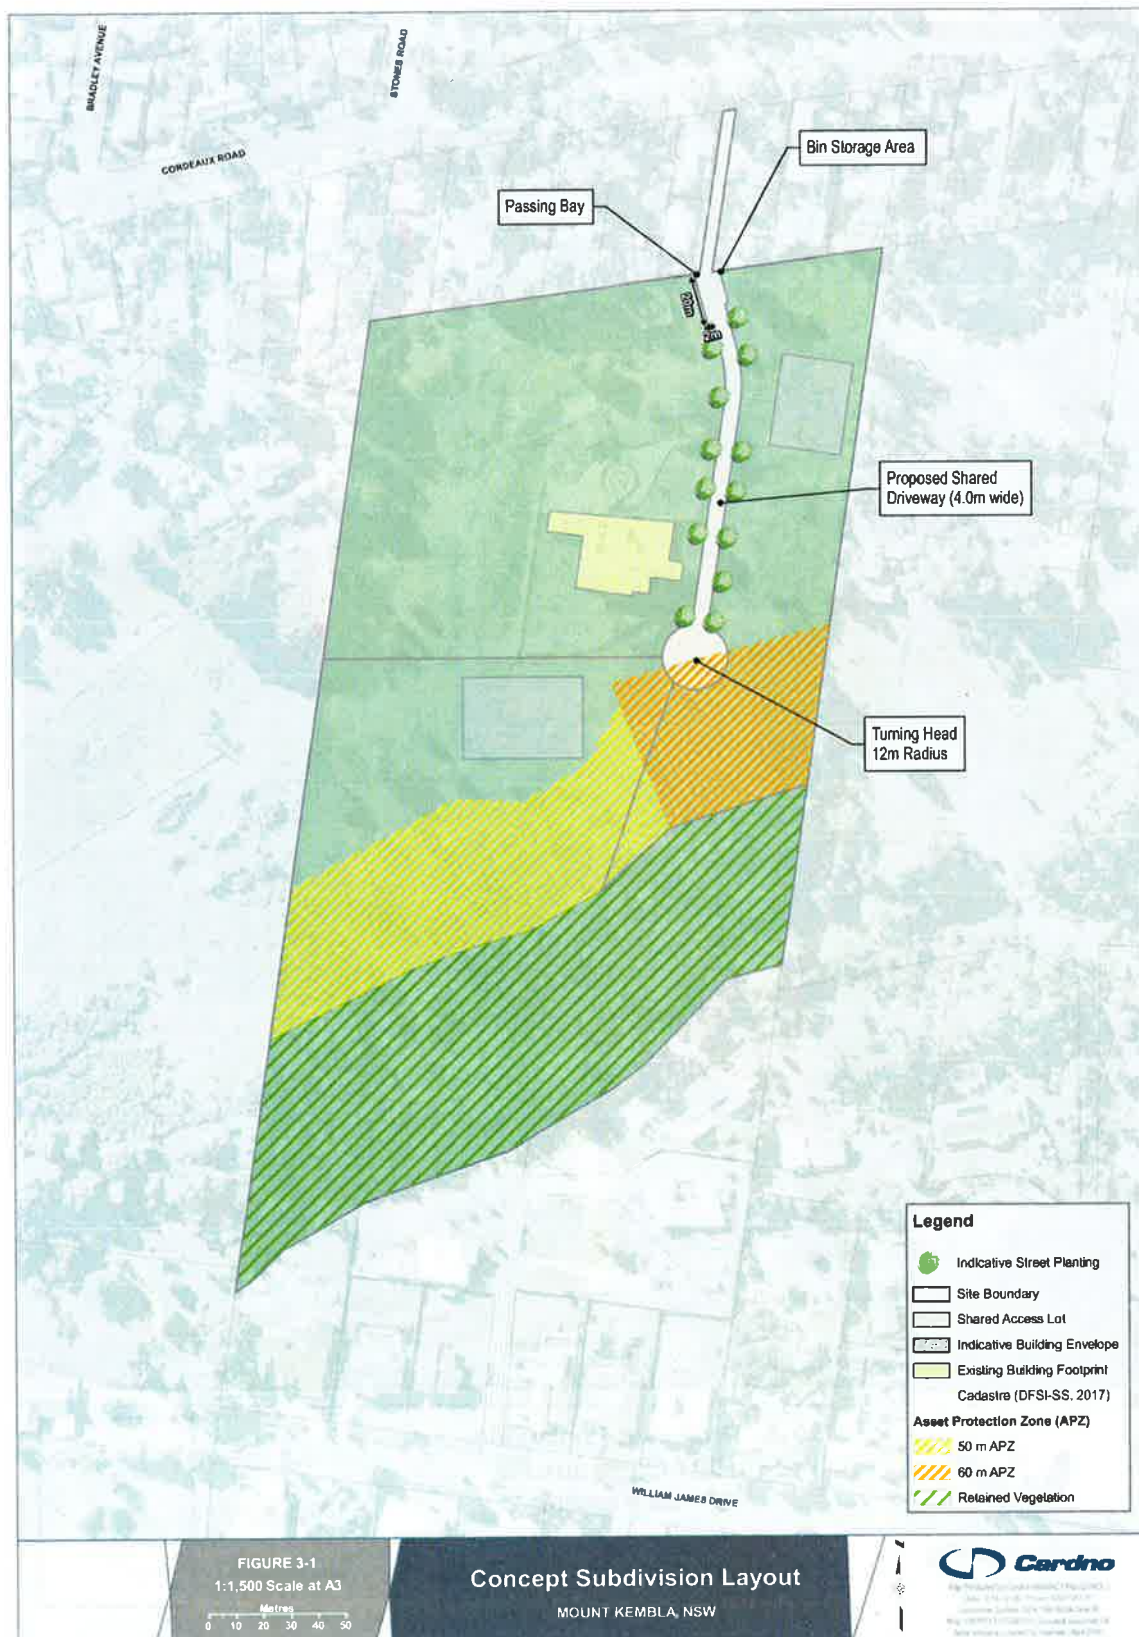 BRADLEY AVENUE
STONES ROAD
CORDEAUX ROAD
Bin Storage Area
Passing Bay
20m
2m
Proposed Shared
Driveway (4.0m wide)
Turning Head
12m Radius
Legend
Indicative Street Planting
Site Boundary
Shared Access Lot
Indicative Building Envelope
Existing Building Footprint
Cadastre (DFSI-SS, 2017)
Asset Protection Zone (APZ)
50 m APZ
60 m APZ
Retained Vegetation
WILLIAM JAMES DRIVE
FIGURE 3-1
1:1,500 Scale at A3
Metres
0 10 20 30 40 50
Concept Subdivision Layout
MOUNT KEMBLA, NSW
Cardno